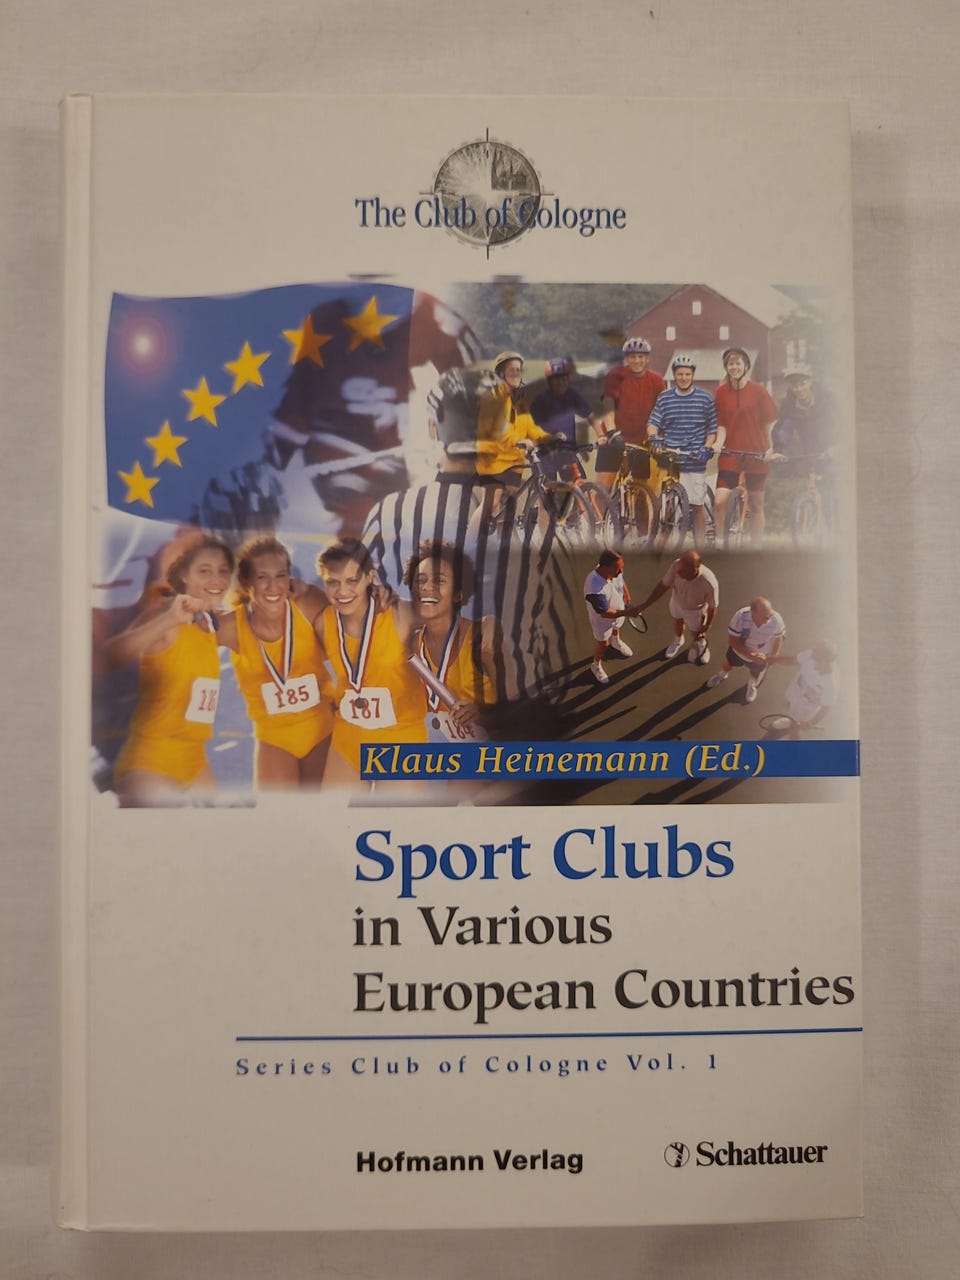 The Club of Cologne
185
187
Klaus Heinemann (Ed.)
Sport Clubs
in Various
European Countries
Series Club of Cologne Vol. 1
Hofmann Verlag
Schattauer